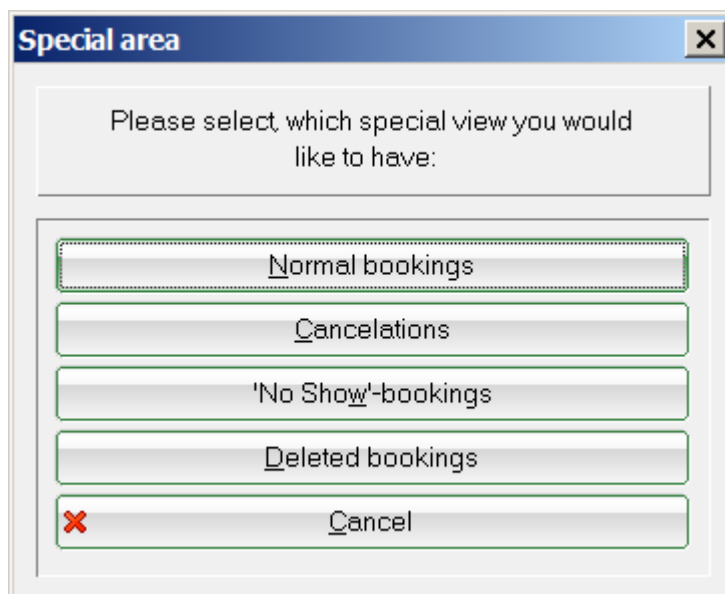 Special area
Please select, which special view you would
like to have:
Normal bookings
Cancelations
'No Show'-bookings
Deleted bookings
Cancel